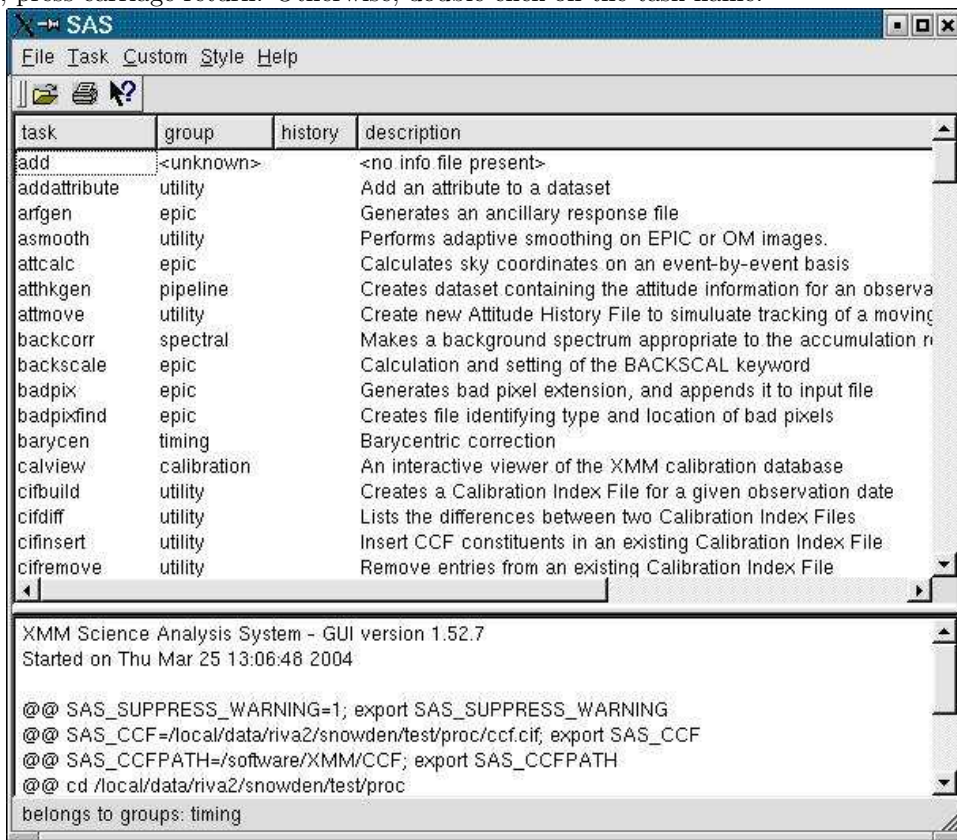 , press carriage return. Otherwise, double click on the task name.
SAS
File Task Custom Style Help
task group history description
add <unknown> <no info file present>
addattribute utility Add an attribute to a dataset
arfgen epic Generates an ancillary response file
asmooth utility Performs adaptive smoothing on EPIC or OM images.
attcalc epic Calculates sky coordinates on an event-by-event basis
atthkgen pipeline Creates dataset containing the attitude information for an observa
attmove utility Create new Attitude History File to simuluate tracking of a moving
backcorr spectral Makes a background spectrum appropriate to the accumulation r
backscale epic Calculation and setting of the BACKSCAL keyword
badpix epic Generates bad pixel extension, and appends it to input file
badpixfind epic Creates file identifying type and location of bad pixels
barycen timing Barycentric correction
calview calibration An interactive viewer of the XMM calibration database
cifbuild utility Creates a Calibration Index File for a given observation date
cifdiff utility Lists the differences between two Calibration Index Files
cifinsert utility Insert CCF constituents in an existing Calibration Index File
cifremove utility Remove entries from an existing Calibration Index File
XMM Science Analysis System - GUI version 1.52.7
Started on Thu Mar 25 13:06:48 2004
@@ SAS_SUPPRESS_WARNING=1; export SAS_SUPPRESS_WARNING
@@ SAS_CCF=/local/data/riva2/snowden/test/proc/ccf.cif; export SAS_CCF
@@ SAS_CCFPATH=/software/XMM/CCF; export SAS_CCFPATH
@@ cd /local/data/riva2/snowden/test/proc
belongs to groups: timing